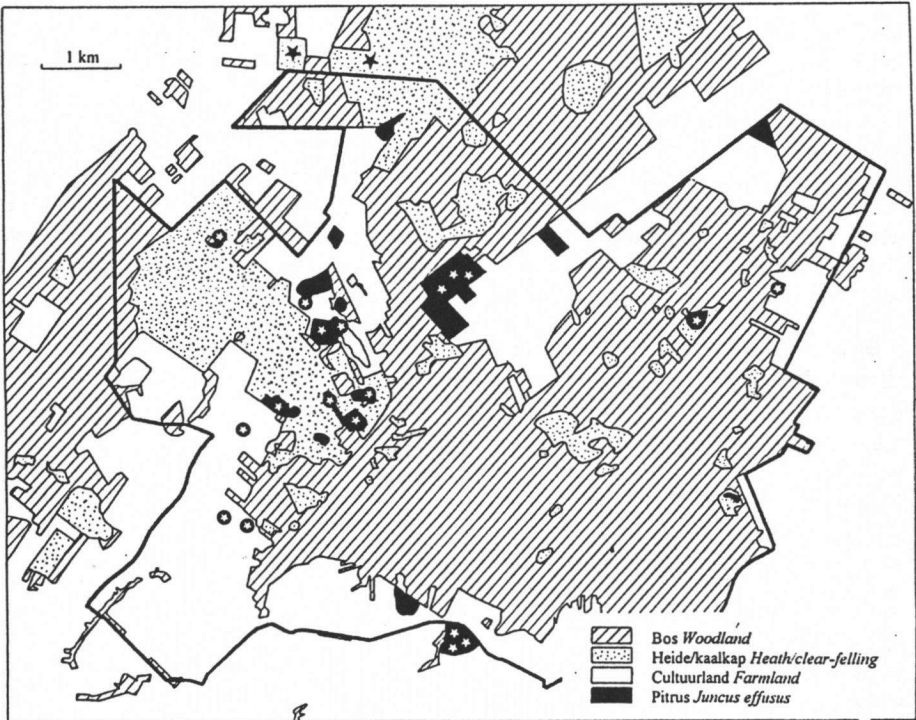 1 km
Bos Woodland
Heide/kaalkap Heath/clear-felling
Cultuurland Farmland
Pitrus Juncus effusus